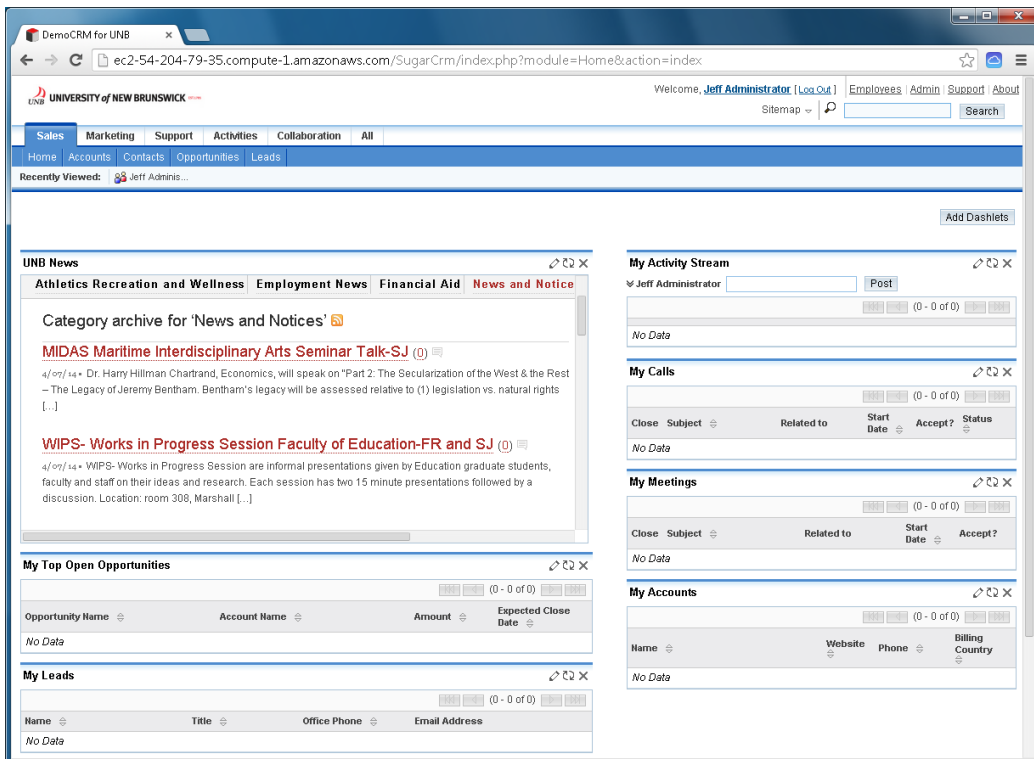 DemoCRM for UNB
ec2-54-204-79-35.compute-1.amazonaws.com/SugarCrm/index.php?module=Home&action=index
UNB UNIVERSITY of NEW BRUNSWICK
Welcome, Jeff Administrator [ Log Out ] Employees | Admin | Support | About
Sitemap
Search
Sales Marketing Support Activities Collaboration All
Home Accounts Contacts Opportunities Leads
Recently Viewed: Jeff Adminis...
Add Dashlets
UNB News
Athletics Recreation and Wellness Employment News Financial Aid News and Notice
Category archive for 'News and Notices'
MIDAS Maritime Interdisciplinary Arts Seminar Talk-SJ (0)
4/07/14 • Dr. Harry Hillman Chartrand, Economics, will speak on "Part 2: The Secularization of the West & the Rest
– The Legacy of Jeremy Bentham. Bentham's legacy will be assessed relative to (1) legislation vs. natural rights
[...]
WIPS- Works in Progress Session Faculty of Education-FR and SJ (0)
4/07/14 • WIPS- Works in Progress Session are informal presentations given by Education graduate students,
faculty and staff on their ideas and research. Each session has two 15 minute presentations followed by a
discussion. Location: room 308, Marshall [...]
My Top Open Opportunities
(0 - 0 of 0)
Opportunity Name Account Name Amount Expected Close
Date
No Data
My Leads
(0 - 0 of 0)
Name Title Office Phone Email Address
No Data
My Activity Stream
Jeff Administrator Post
(0 - 0 of 0)
No Data
My Calls
(0 - 0 of 0)
Close Subject Related to Start
Date Accept? Status
No Data
My Meetings
(0 - 0 of 0)
Close Subject Related to Start
Date Accept?
No Data
My Accounts
(0 - 0 of 0)
Name Website Phone Billing
Country
No Data